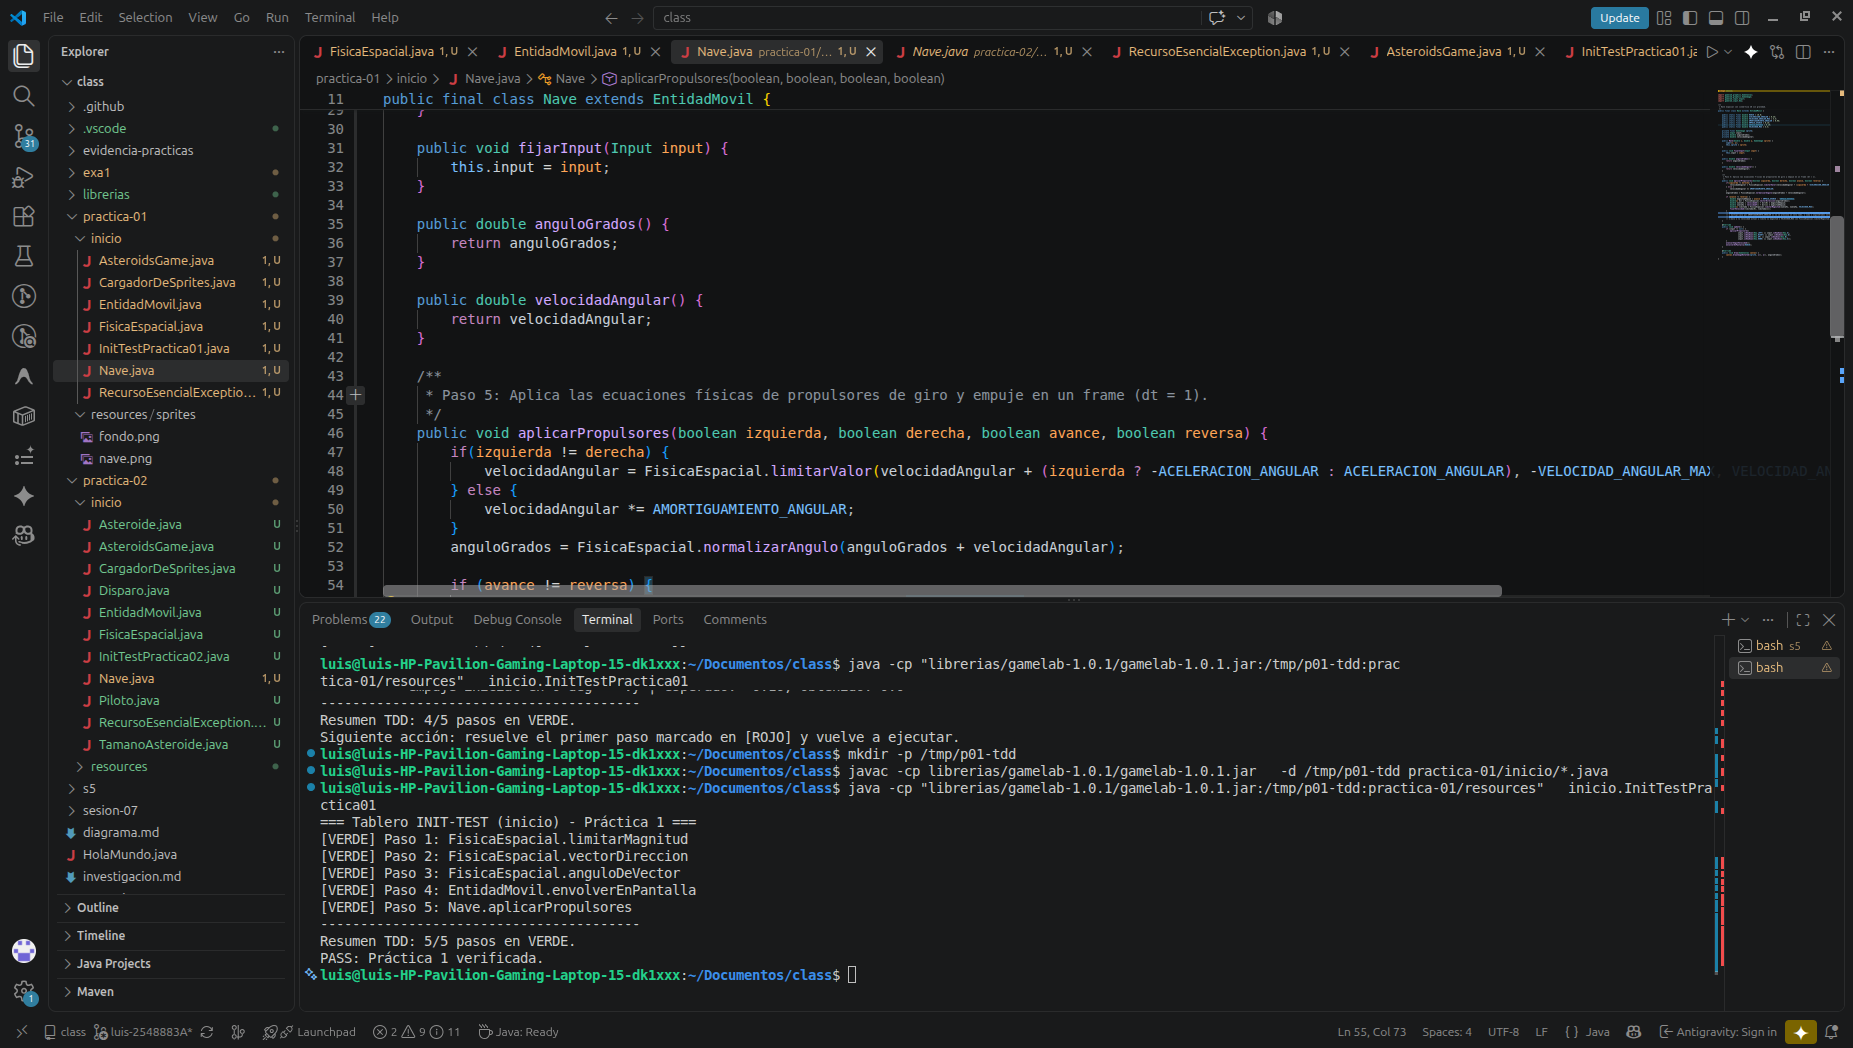 File Edit Selection View Go Run Terminal Help
class
Update
Explorer
FisicaEspacial.java 1, U
EntidadMovil.java 1, U
Nave.java practica-01/... 1, U
Nave.java practica-02/... 1, U
RecursoEsencialException.java 1, U
AsteroidsGame.java 1, U
InitTestPractica01.ja
practica-01 > inicio > Nave.java > Nave > aplicarPropulsores(boolean, boolean, boolean, boolean)
class
.github
.vscode
evidencia-practicas
exa1
librerias
practica-01
inicio
AsteroidsGame.java 1, U
CargadorDeSprites.java 1, U
EntidadMovil.java 1, U
FisicaEspacial.java 1, U
InitTestPractica01.java 1, U
Nave.java 1, U
RecursoEsencialExceptio... 1, U
resources/sprites
fondo.png
nave.png
practica-02
inicio
Asteroide.java U
AsteroidsGame.java U
CargadorDeSprites.java U
Disparo.java U
EntidadMovil.java U
FisicaEspacial.java U
InitTestPractica02.java U
Nave.java 1, U
Piloto.java U
RecursoEsencialException.... U
TamanoAsteroide.java U
resources
s5
sesion-07
diagrama.md
HolaMundo.java
investigacion.md
Outline
Timeline
Java Projects
Maven
31
1
11 public final class Nave extends EntidadMovil {
29 }
30
31 public void fijarInput(Input input) {
32 this.input = input;
33 }
34
35 public double anguloGrados() {
36 return anguloGrados;
37 }
38
39 public double velocidadAngular() {
40 return velocidadAngular;
41 }
42
43 /**
44 * Paso 5: Aplica las ecuaciones físicas de propulsores de giro y empuje en un frame (dt = 1).
45 */
46 public void aplicarPropulsores(boolean izquierda, boolean derecha, boolean avance, boolean reversa) {
47 if(izquierda != derecha) {
48 velocidadAngular = FisicaEspacial.limitarValor(velocidadAngular + (izquierda ? -ACELERACION_ANGULAR : ACELERACION_ANGULAR), -VELOCIDAD_ANGULAR_MAX, VELOCIDAD_AN
49 } else {
50 velocidadAngular *= AMORTIGUAMIENTO_ANGULAR;
51 }
52 anguloGrados = FisicaEspacial.normalizarAngulo(anguloGrados + velocidadAngular);
53
54 if (avance != reversa) {
Problems 22 Output Debug Console Terminal Ports Comments
bash s5
bash
luis@luis-HP-Pavilion-Gaming-Laptop-15-dk1xxx:~/Documentos/class$ java -cp "librerias/gamelab-1.0.1/gamelab-1.0.1.jar:/tmp/p01-tdd:prac
tica-01/resources" inicio.InitTestPractica01
----------------------------------------
Resumen TDD: 4/5 pasos en VERDE.
Siguiente acción: resuelve el primer paso marcado en [ROJO] y vuelve a ejecutar.
luis@luis-HP-Pavilion-Gaming-Laptop-15-dk1xxx:~/Documentos/class$ mkdir -p /tmp/p01-tdd
luis@luis-HP-Pavilion-Gaming-Laptop-15-dk1xxx:~/Documentos/class$ javac -cp librerias/gamelab-1.0.1/gamelab-1.0.1.jar -d /tmp/p01-tdd practica-01/inicio/*.java
luis@luis-HP-Pavilion-Gaming-Laptop-15-dk1xxx:~/Documentos/class$ java -cp "librerias/gamelab-1.0.1/gamelab-1.0.1.jar:/tmp/p01-tdd:practica-01/resources" inicio.InitTestPra
ctica01
=== Tablero INIT-TEST (inicio) - Práctica 1 ===
[VERDE] Paso 1: FisicaEspacial.limitarMagnitud
[VERDE] Paso 2: FisicaEspacial.vectorDireccion
[VERDE] Paso 3: FisicaEspacial.anguloDeVector
[VERDE] Paso 4: EntidadMovil.envolverEnPantalla
[VERDE] Paso 5: Nave.aplicarPropulsores
----------------------------------------
Resumen TDD: 5/5 pasos en VERDE.
PASS: Práctica 1 verificada.
luis@luis-HP-Pavilion-Gaming-Laptop-15-dk1xxx:~/Documentos/class$
class luis-2548883A* Launchpad 2 9 11 Java: Ready
Ln 55, Col 73 Spaces: 4 UTF-8 LF { } Java Antigravity: Sign in